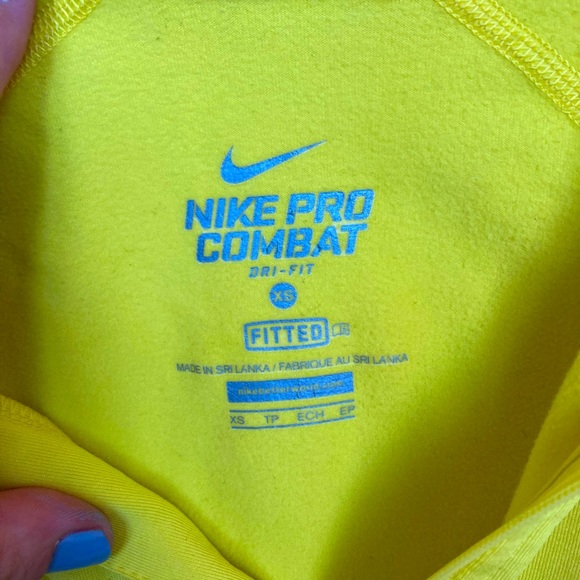 NIKE PRO
COMBAT
DRI-FIT
XS
FITTED
MADE IN SRI LANKA / FABRIQUE AU SRI LANKA
XS TP ECH EP